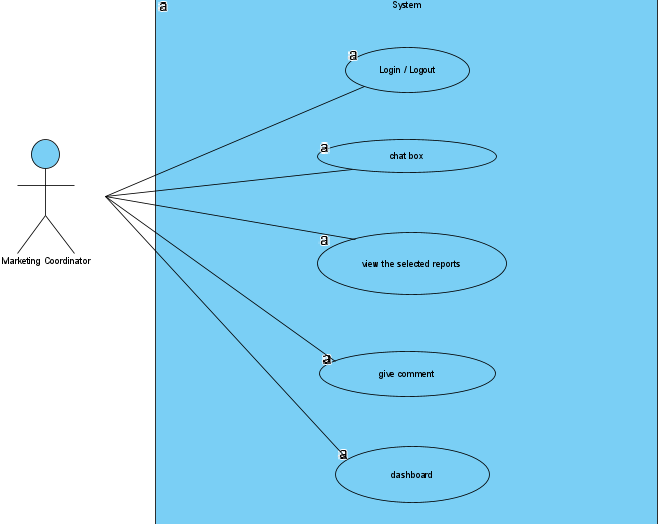 a
System
a
Login / Logout
a
chat box
a
view the selected reports
Marketing Coordinator
a
give comment
a
dashboard